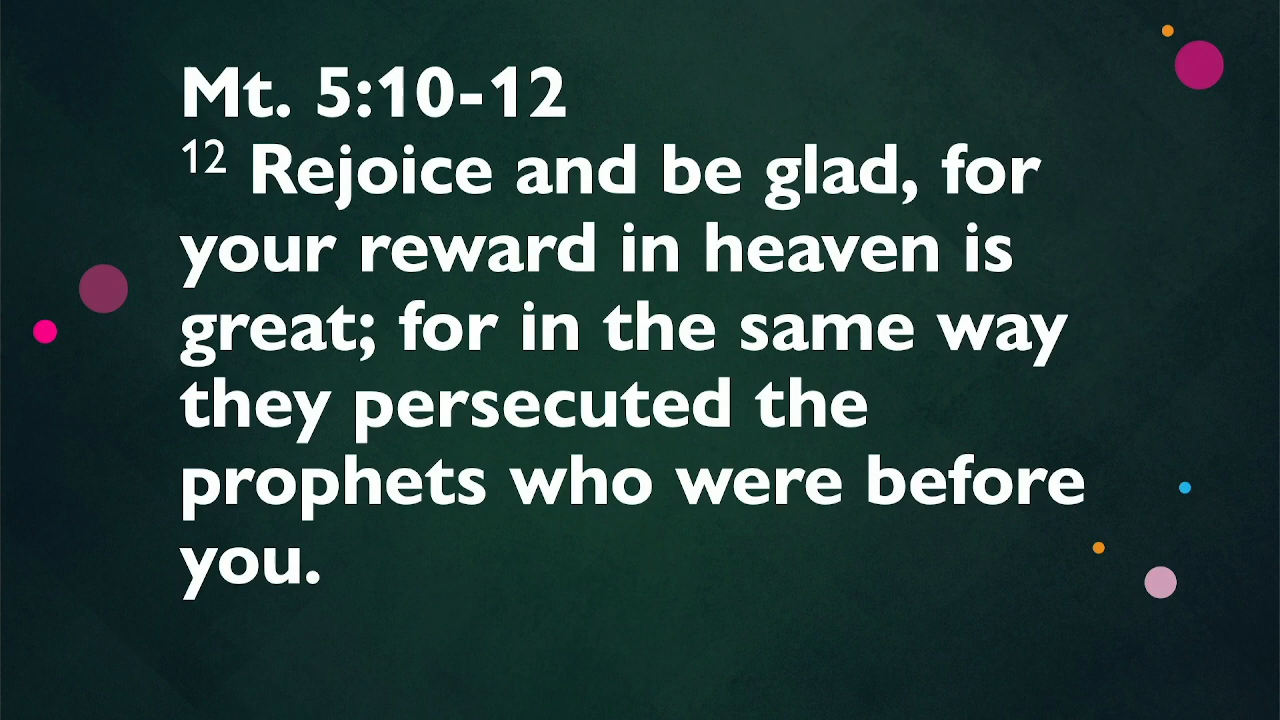 Mt. 5:10-12
12 Rejoice and be glad, for
your reward in heaven is
great; for in the same way
they persecuted the
prophets who were before
you.